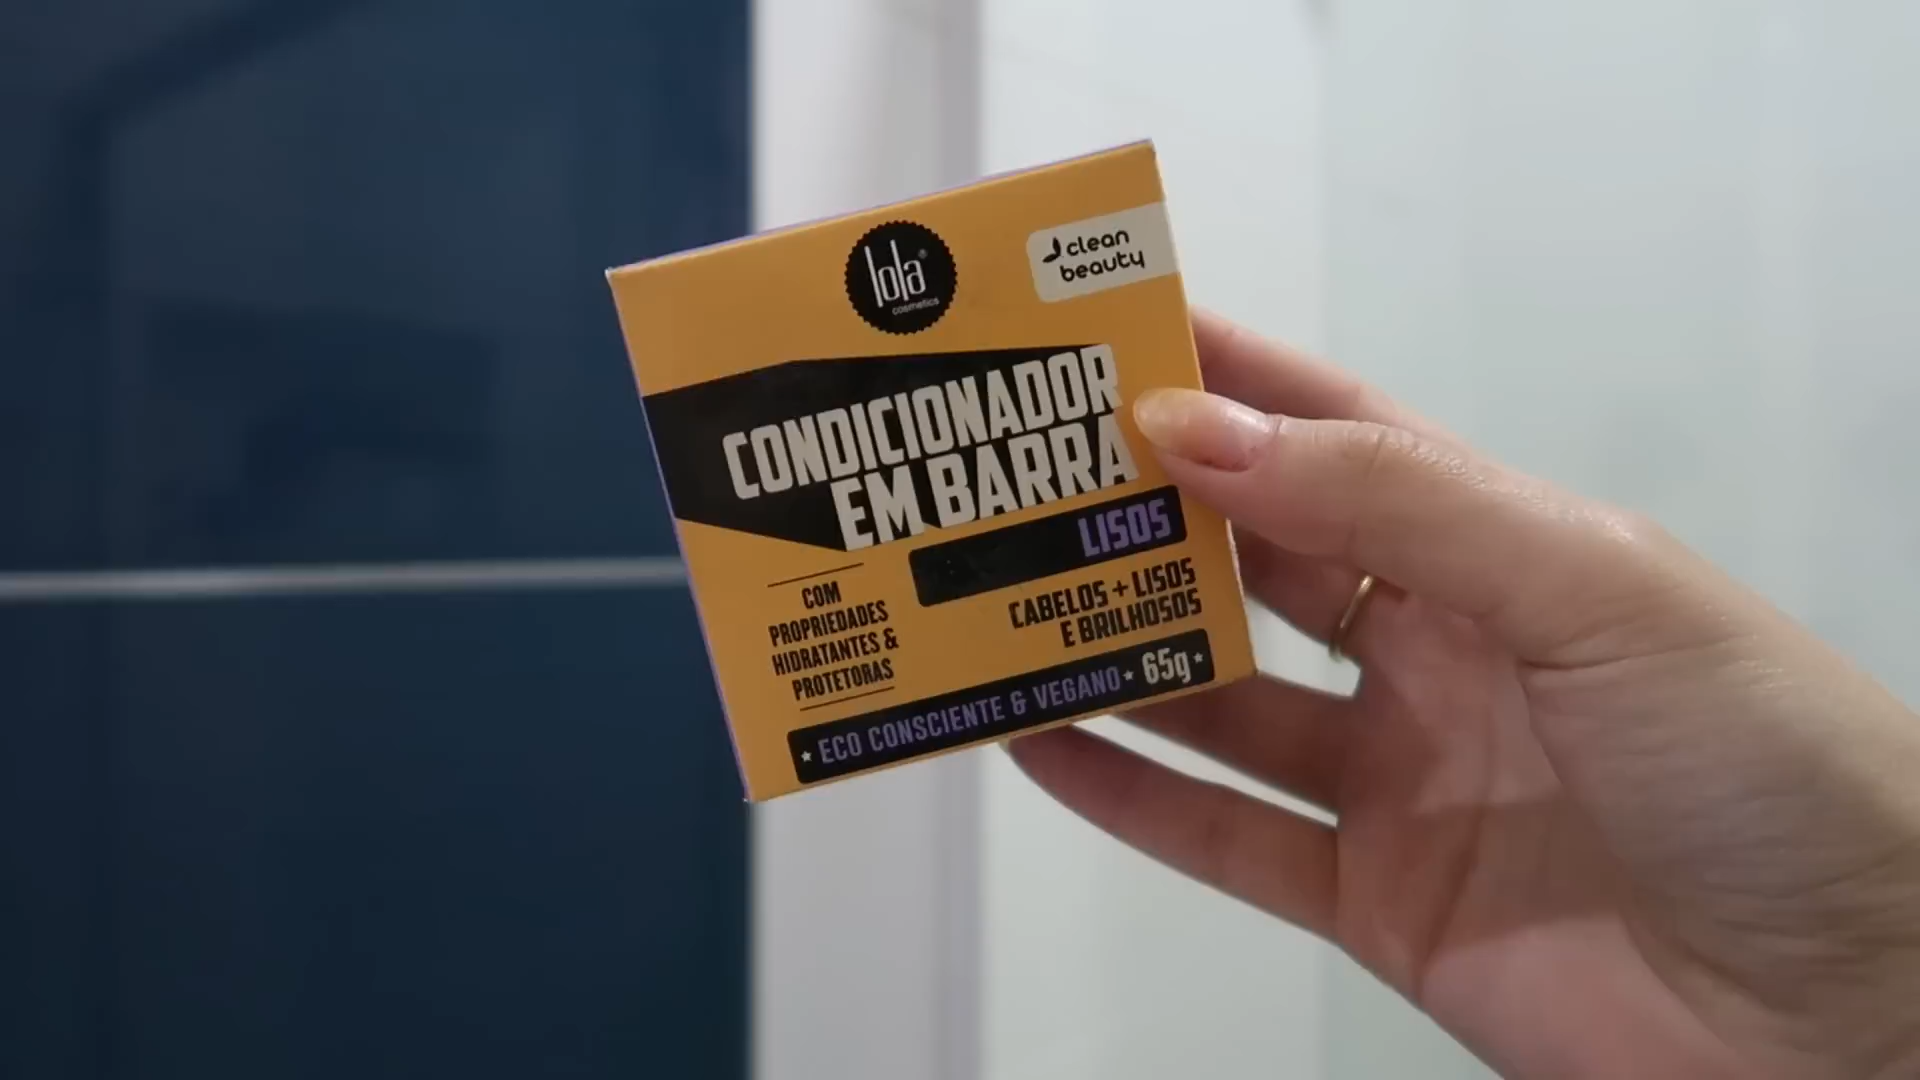 lola®
cosmetics
clean
beauty
CONDICIONADOR
EM BARRA
LISOS
COM
PROPRIEDADES
HIDRATANTES &
PROTETORAS
CABELOS + LISOS
E BRILHOSOS
ECO CONSCIENTE & VEGANO 65g